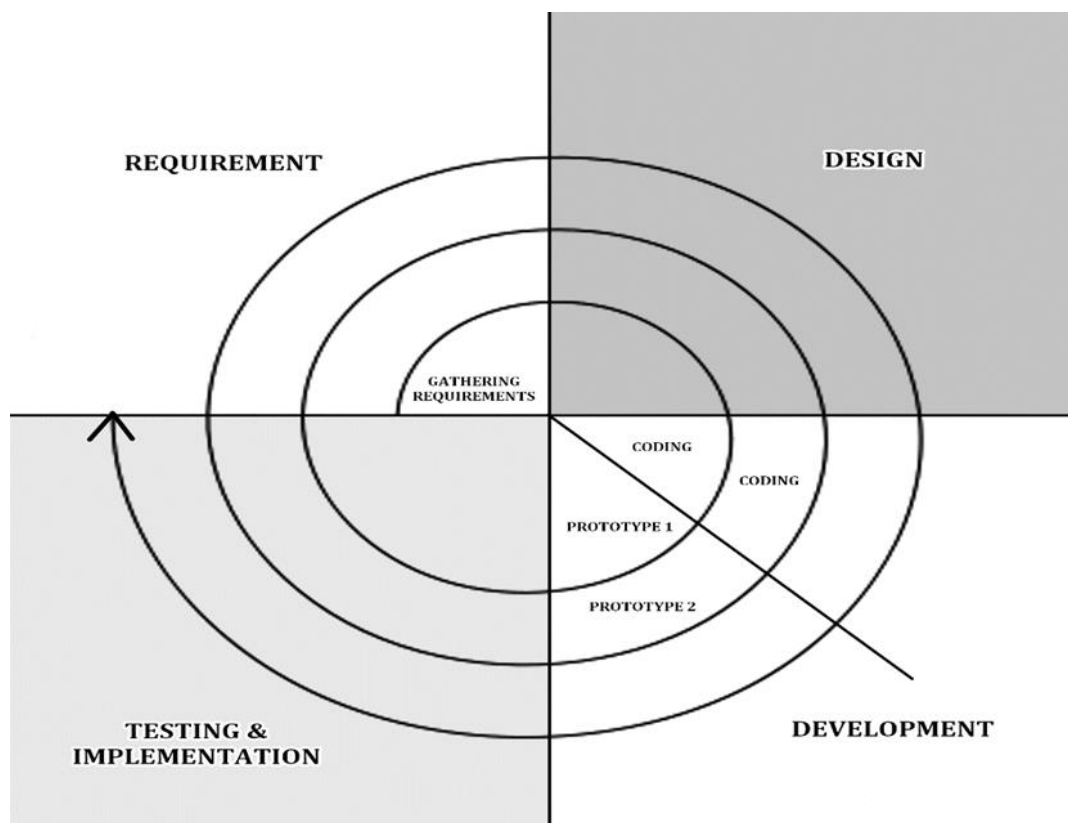 REQUIREMENT
DESIGN
GATHERING
REQUIREMENTS
CODING
CODING
PROTOTYPE 1
PROTOTYPE 2
TESTING &
IMPLEMENTATION
DEVELOPMENT